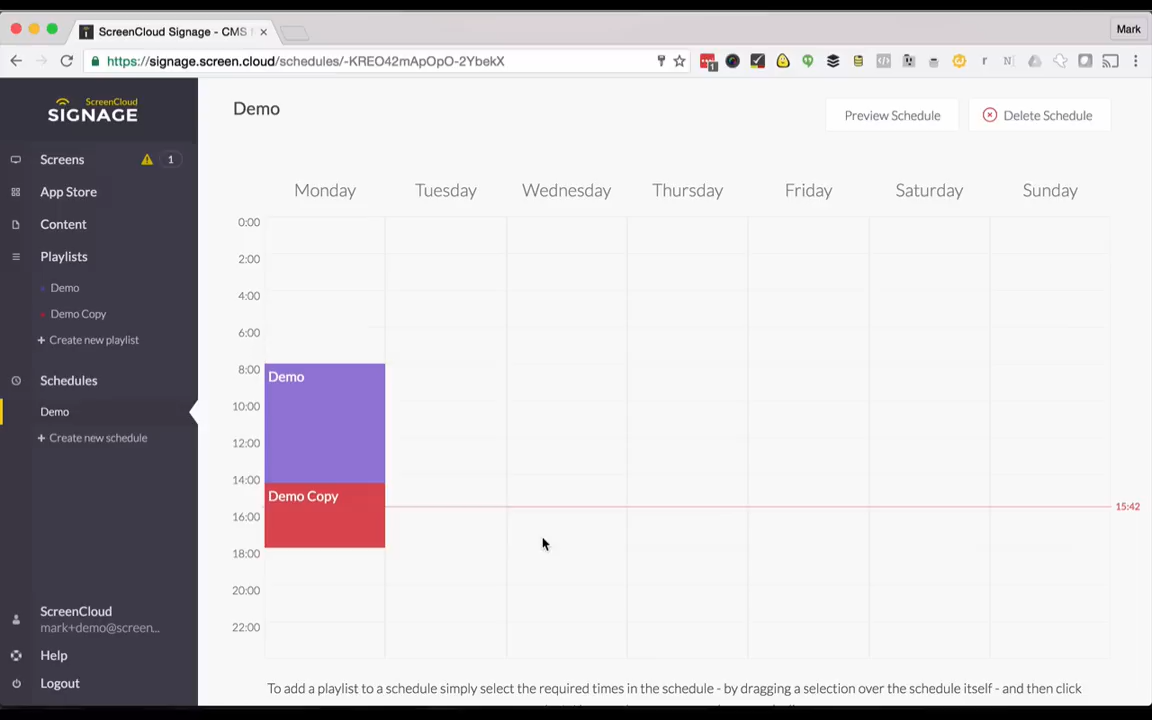 ScreenCloud Signage - CMS
Mark
https://signage.screen.cloud/schedules/-KREO42mApOpO-2YbekX
1
ScreenCloud
SIGNAGE
Demo
Preview Schedule
Delete Schedule
Screens 1
App Store
Content
Playlists
Demo
Demo Copy
+ Create new playlist
Schedules
Demo
+ Create new schedule
Monday Tuesday Wednesday Thursday Friday Saturday Sunday
0:00
2:00
4:00
6:00
8:00
Demo
10:00
12:00
14:00
Demo Copy
15:42
16:00
18:00
20:00
22:00
ScreenCloud
mark+demo@screen...
Help
Logout
To add a playlist to a schedule simply select the required times in the schedule - by dragging a selection over the schedule itself - and then click